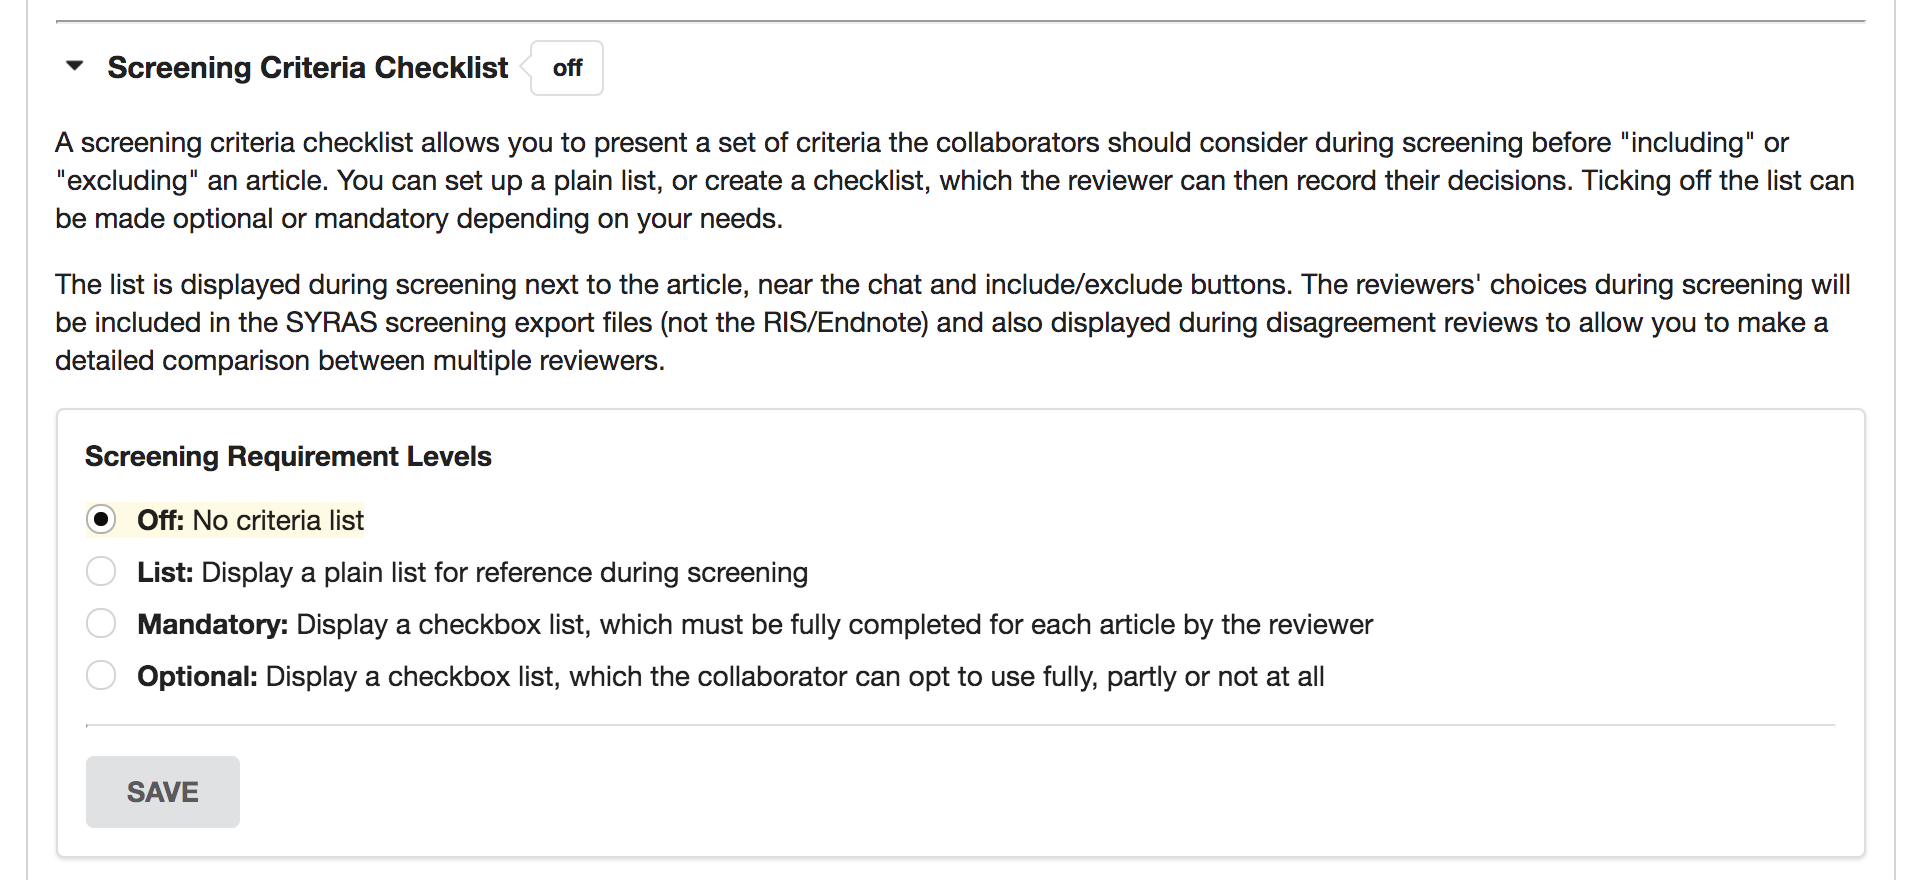 Screening Criteria Checklist off
A screening criteria checklist allows you to present a set of criteria the collaborators should consider during screening before "including" or
"excluding" an article. You can set up a plain list, or create a checklist, which the reviewer can then record their decisions. Ticking off the list can
be made optional or mandatory depending on your needs.
The list is displayed during screening next to the article, near the chat and include/exclude buttons. The reviewers' choices during screening will
be included in the SYRAS screening export files (not the RIS/Endnote) and also displayed during disagreement reviews to allow you to make a
detailed comparison between multiple reviewers.
Screening Requirement Levels
Off: No criteria list
List: Display a plain list for reference during screening
Mandatory: Display a checkbox list, which must be fully completed for each article by the reviewer
Optional: Display a checkbox list, which the collaborator can opt to use fully, partly or not at all
SAVE